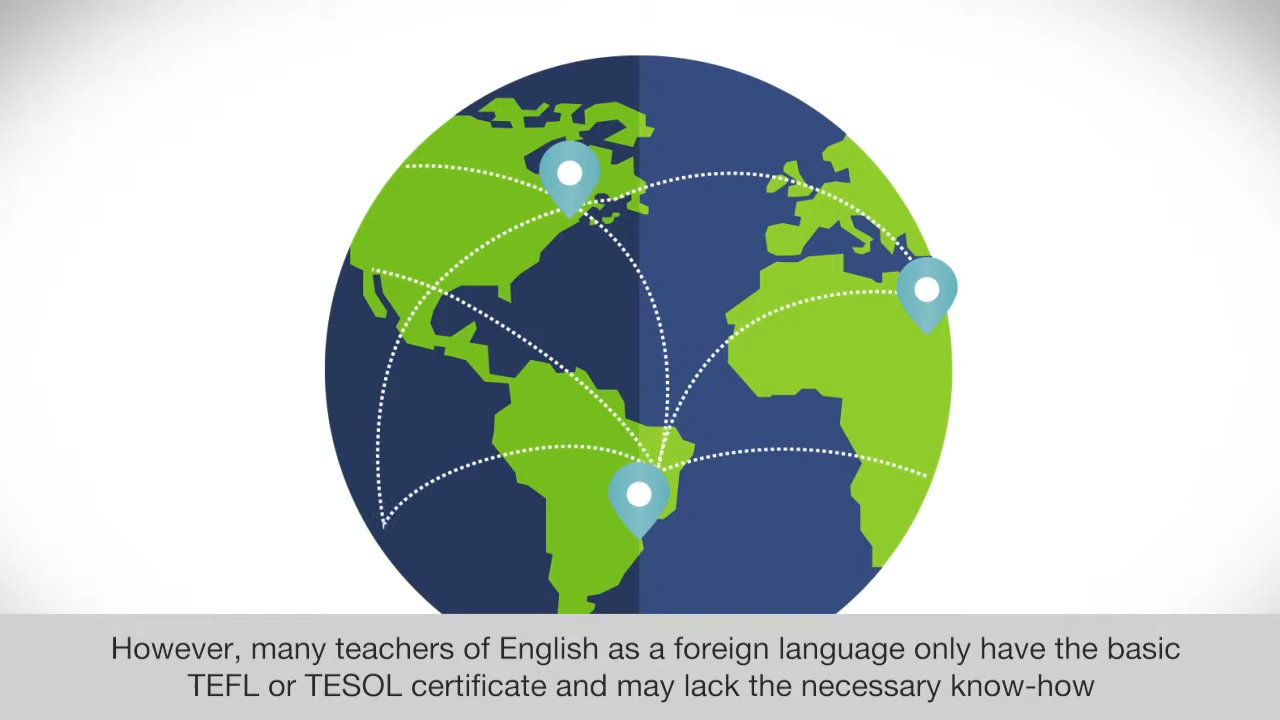 However, many teachers of English as a foreign language only have the basic
TEFL or TESOL certificate and may lack the necessary know-how